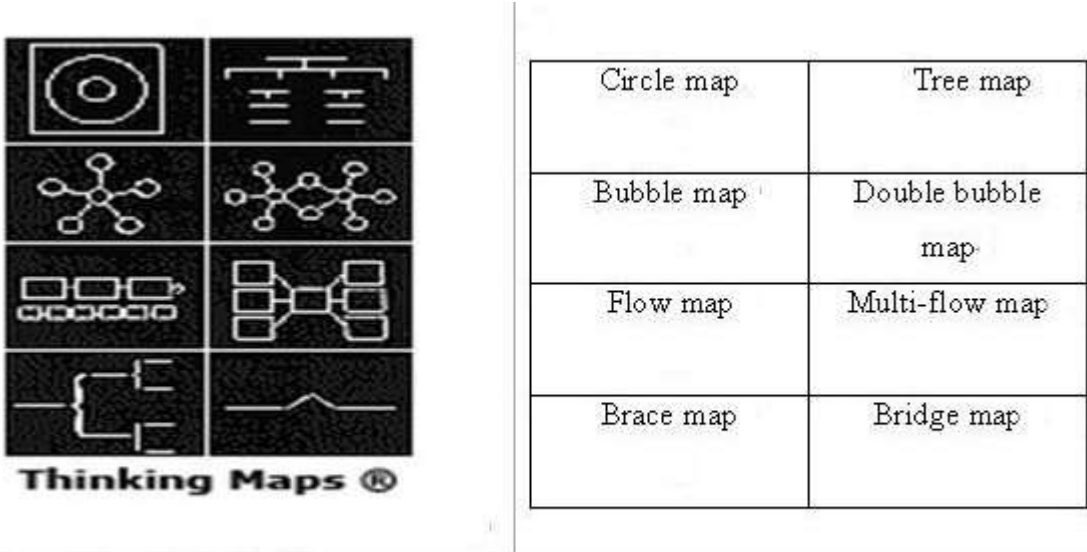 Thinking Maps ®
Circle map
Tree map
Bubble map
Double bubble
map
Flow map
Multi-flow map
Brace map
Bridge map